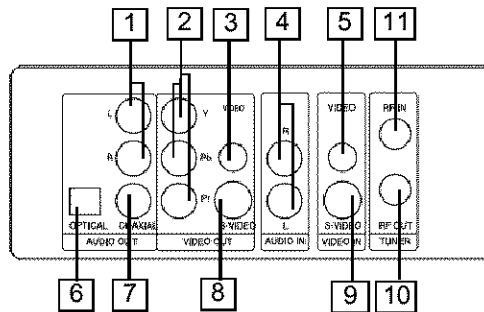 1 2 3 4 5 11
L Y VIDEO R VIDEO RF IN
R Pb
Pr L
OPTICAL COAXIAL S-VIDEO S-VIDEO RF OUT
AUDIO OUT VIDEO OUT AUDIO IN VIDEO IN TUNER
6 7 8 9 10